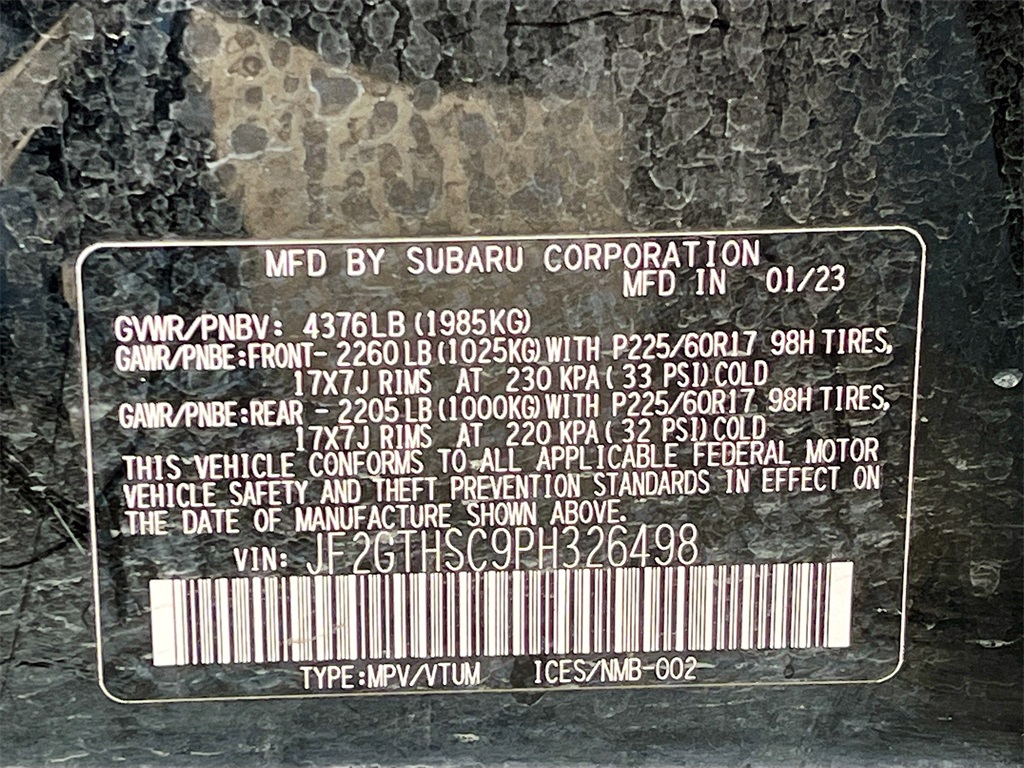 MFD BY SUBARU CORPORATION
MFD IN 01/23
GVWR/PNBV: 4376LB (1985KG)
GAWR/PNBE:FRONT- 2260LB (1025KG) WITH P225/60R17 98H TIRES,
17X7J RIMS AT 230 KPA ( 33 PSI) COLD
GAWR/PNBE:REAR - 2205LB (1000KG) WITH P225/60R17 98H TIRES,
17X7J RIMS AT 220 KPA ( 32 PSI) COLD
THIS VEHICLE CONFORMS TO ALL APPLICABLE FEDERAL MOTOR
VEHICLE SAFETY AND THEFT PREVENTION STANDARDS IN EFFECT ON
THE DATE OF MANUFACTURE SHOWN ABOVE.
VIN: JF2GTHSC9PH326498
TYPE:MPV/VTUM ICES/NMB-002